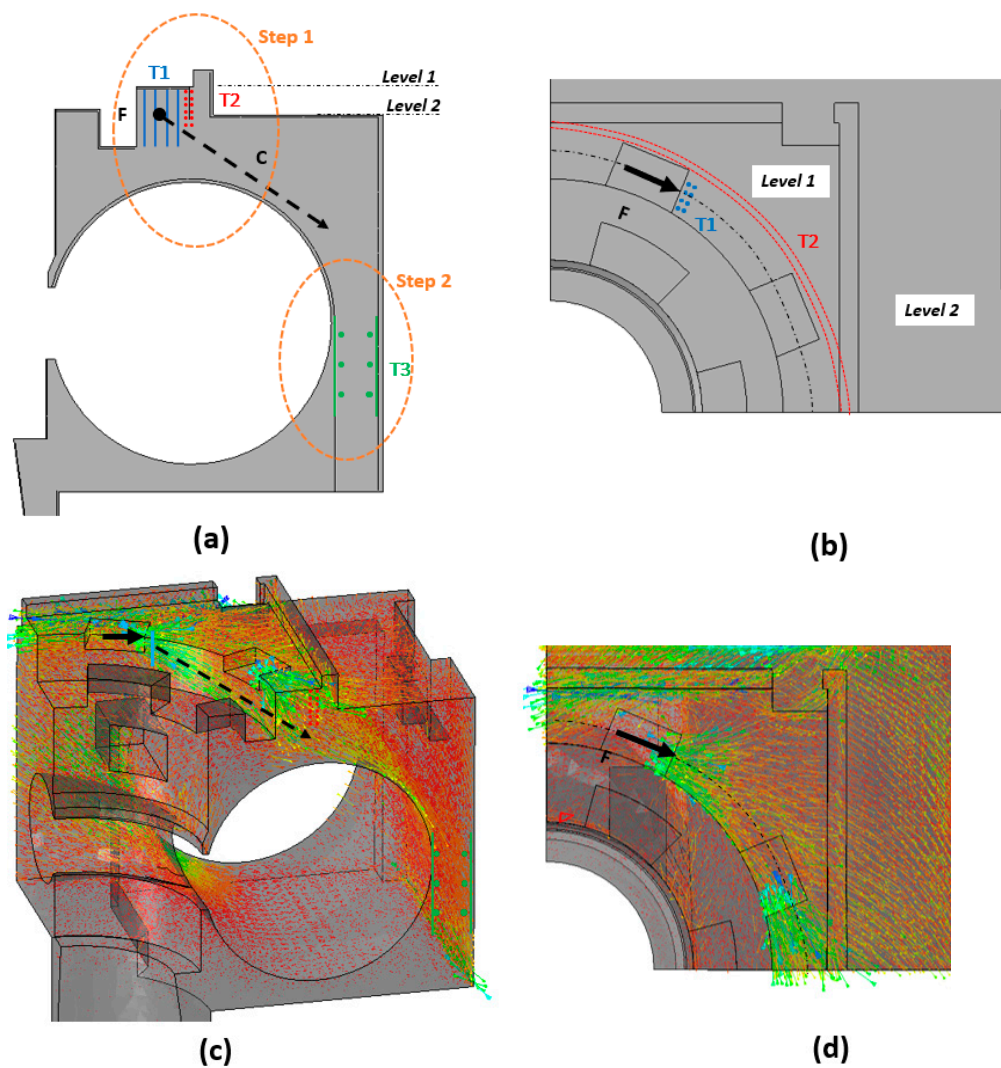 Step 1
T1
Level 1
F
T2
Level 2
C
Step 2
T3
(a)
Level 1
F
T1
T2
Level 2
(b)
(c)
F
(d)